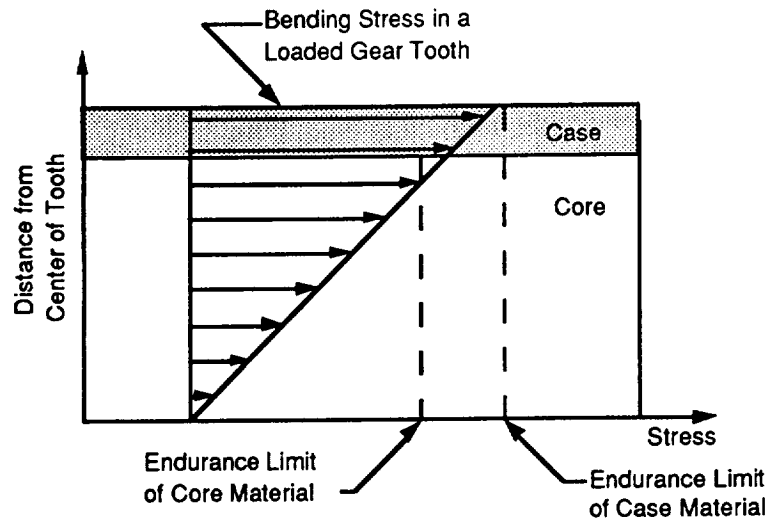 Bending Stress in a
Loaded Gear Tooth
Case
Core
Distance from
Center of Tooth
Stress
Endurance Limit
of Core Material
Endurance Limit
of Case Material